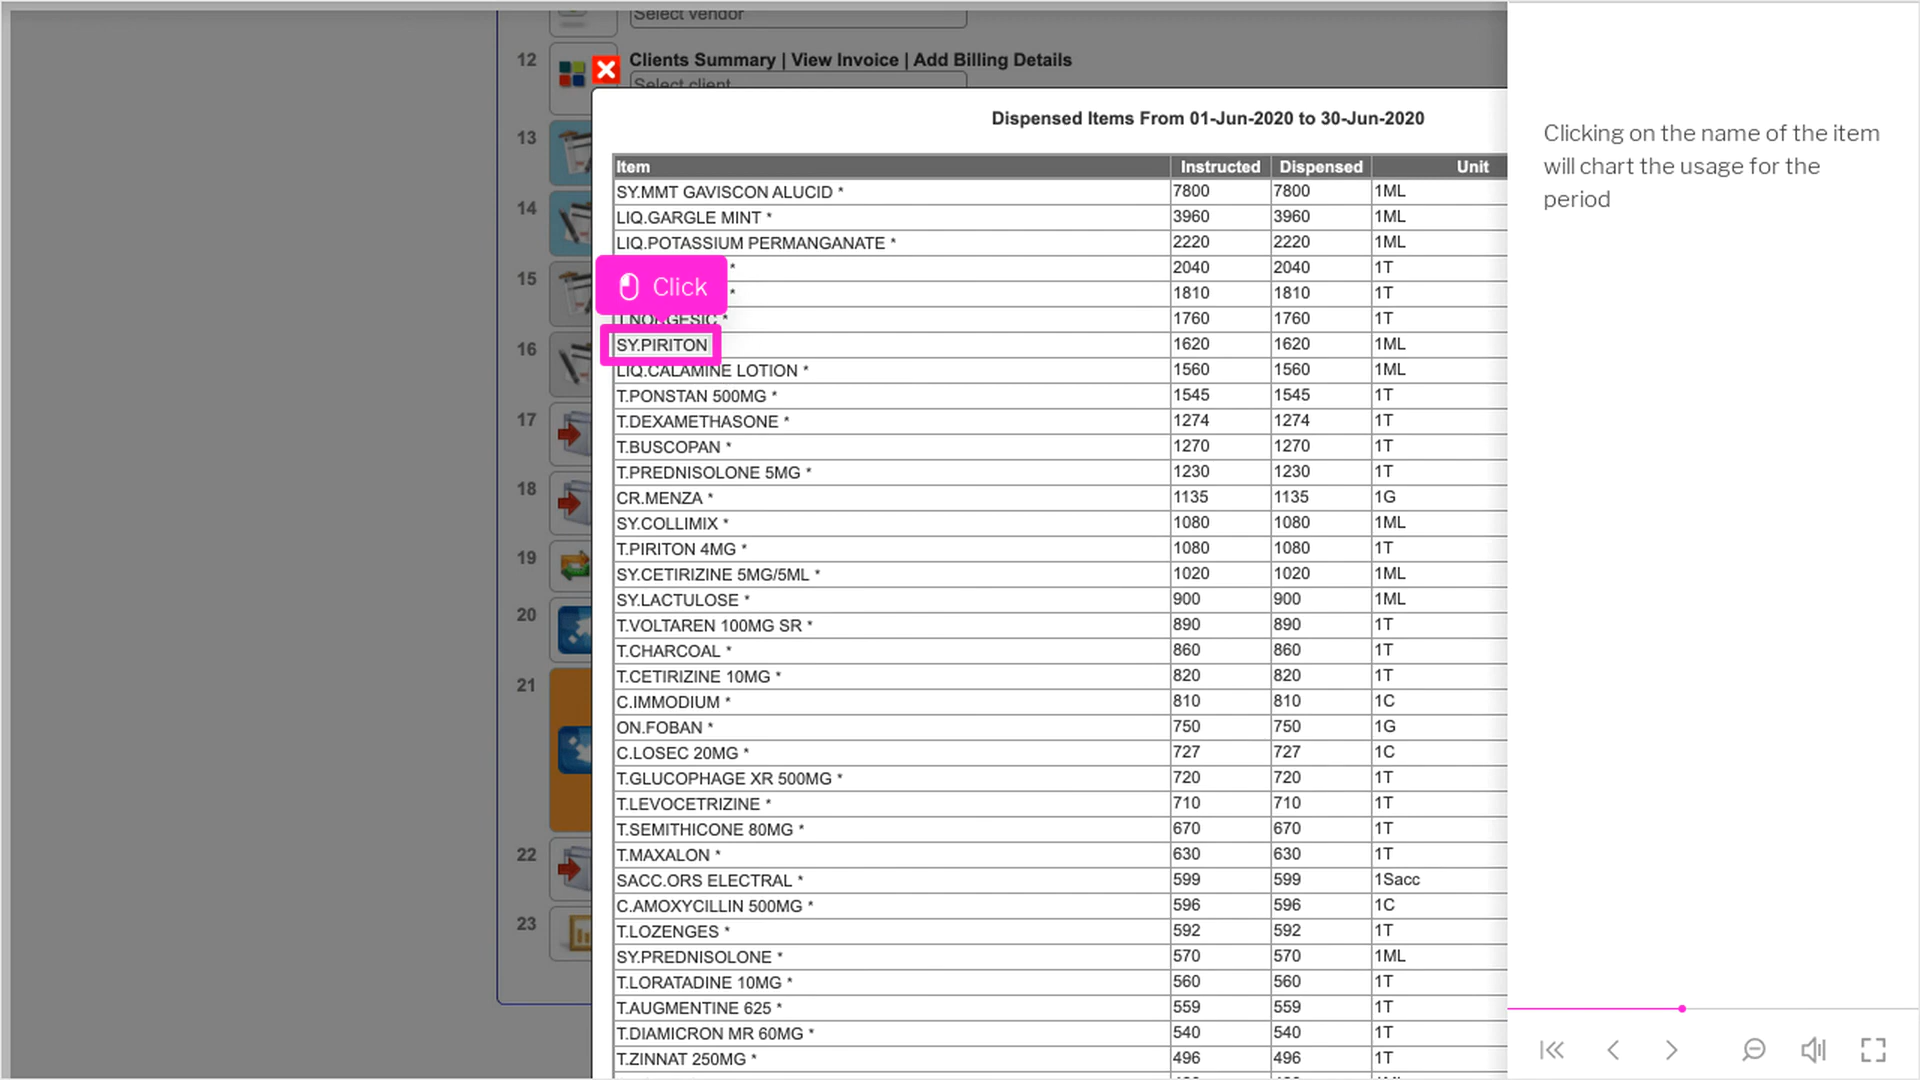 Select vendor
12 Clients Summary | View Invoice | Add Billing Details
Select client
Dispensed Items From 01-Jun-2020 to 30-Jun-2020
Item Instructed Dispensed Unit
SY.MMT GAVISCON ALUCID * 7800 7800 1ML
LIQ.GARGLE MINT * 3960 3960 1ML
LIQ.POTASSIUM PERMANGANATE * 2220 2220 1ML
* 2040 2040 1T
* 1810 1810 1T
Click
T.NORGESIC * 1760 1760 1T
SY.PIRITON 1620 1620 1ML
LIQ.CALAMINE LOTION * 1560 1560 1ML
T.PONSTAN 500MG * 1545 1545 1T
T.DEXAMETHASONE * 1274 1274 1T
T.BUSCOPAN * 1270 1270 1T
T.PREDNISOLONE 5MG * 1230 1230 1T
CR.MENZA * 1135 1135 1G
SY.COLLIMIX * 1080 1080 1ML
T.PIRITON 4MG * 1080 1080 1T
SY.CETIRIZINE 5MG/5ML * 1020 1020 1ML
SY.LACTULOSE * 900 900 1ML
T.VOLTAREN 100MG SR * 890 890 1T
T.CHARCOAL * 860 860 1T
T.CETIRIZINE 10MG * 820 820 1T
C.IMMODIUM * 810 810 1C
ON.FOBAN * 750 750 1G
C.LOSEC 20MG * 727 727 1C
T.GLUCOPHAGE XR 500MG * 720 720 1T
T.LEVOCETRIZINE * 710 710 1T
T.SEMITHICONE 80MG * 670 670 1T
T.MAXALON * 630 630 1T
SACC.ORS ELECTRAL * 599 599 1Sacc
C.AMOXYCILLIN 500MG * 596 596 1C
T.LOZENGES * 592 592 1T
SY.PREDNISOLONE * 570 570 1ML
T.LORATADINE 10MG * 560 560 1T
T.AUGMENTINE 625 * 559 559 1T
T.DIAMICRON MR 60MG * 540 540 1T
T.ZINNAT 250MG * 496 496 1T
13
14
15
16
17
18
19
20
21
22
23
Clicking on the name of the item
will chart the usage for the
period